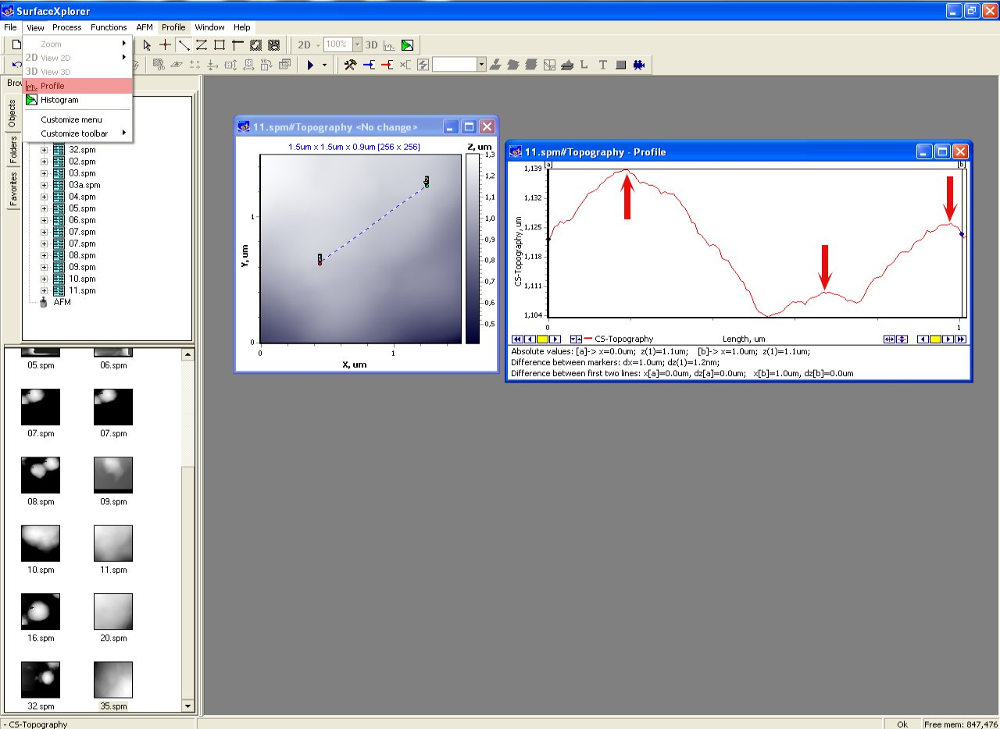 SurfaceXplorer
File View Process Functions AFM Profile Window Help
Zoom
2D View 2D
3D View 3D
Profile
Histogram
Customize menu
Customize toolbar
2D 100% 3D
L T
Objects
Folders
Favorites
32.spm
02.spm
03.spm
03a.spm
04.spm
05.spm
06.spm
07.spm
07.spm
08.spm
09.spm
10.spm
11.spm
AFM
05.spm 06.spm
07.spm 07.spm
08.spm 09.spm
10.spm 11.spm
16.spm 20.spm
32.spm 35.spm
11.spm#Topography <No change>
1.5um x 1.5um x 0.9um [256 x 256]
Z, um
1,3
1,2
1,1
1,0
0,9
0,8
0,7
0,6
0,5
Y, um
1
0
2
1
0 1
X, um
11.spm#Topography - Profile
a b
1,139
1,132
1,125
1,118
1,111
1,104
CS-Topography, um
0 1
CS-Topography Length, um
Absolute values: [a]-> x=0.0um; z(1)=1.1um; [b]-> x=1.0um; z(1)=1.1um;
Difference between markers: dx=1.0um; dz(1)=1.2nm;
Difference between first two lines: x[a]=0.0um, dz[a]=0.0um; x[b]=1.0um, dz[b]=0.0um
- CS-Topography Ok Free mem: 847,476